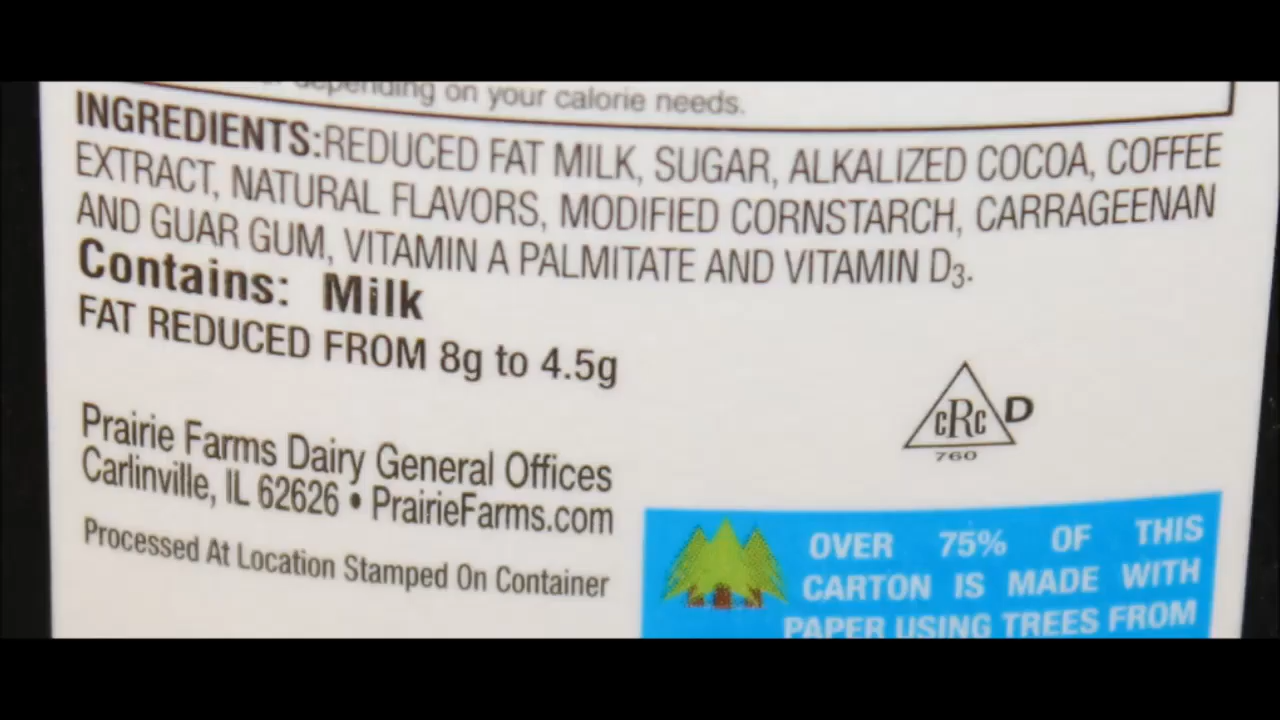 depending on your calorie needs.
INGREDIENTS:REDUCED FAT MILK, SUGAR, ALKALIZED COCOA, COFFEE
EXTRACT, NATURAL FLAVORS, MODIFIED CORNSTARCH, CARRAGEENAN
AND GUAR GUM, VITAMIN A PALMITATE AND VITAMIN D3.
Contains: Milk
FAT REDUCED FROM 8g to 4.5g
cRc D
760
Prairie Farms Dairy General Offices
Carlinville, IL 62626 • PrairieFarms.com
Processed At Location Stamped On Container
OVER 75% OF THIS
CARTON IS MADE WITH
PAPER USING TREES FROM